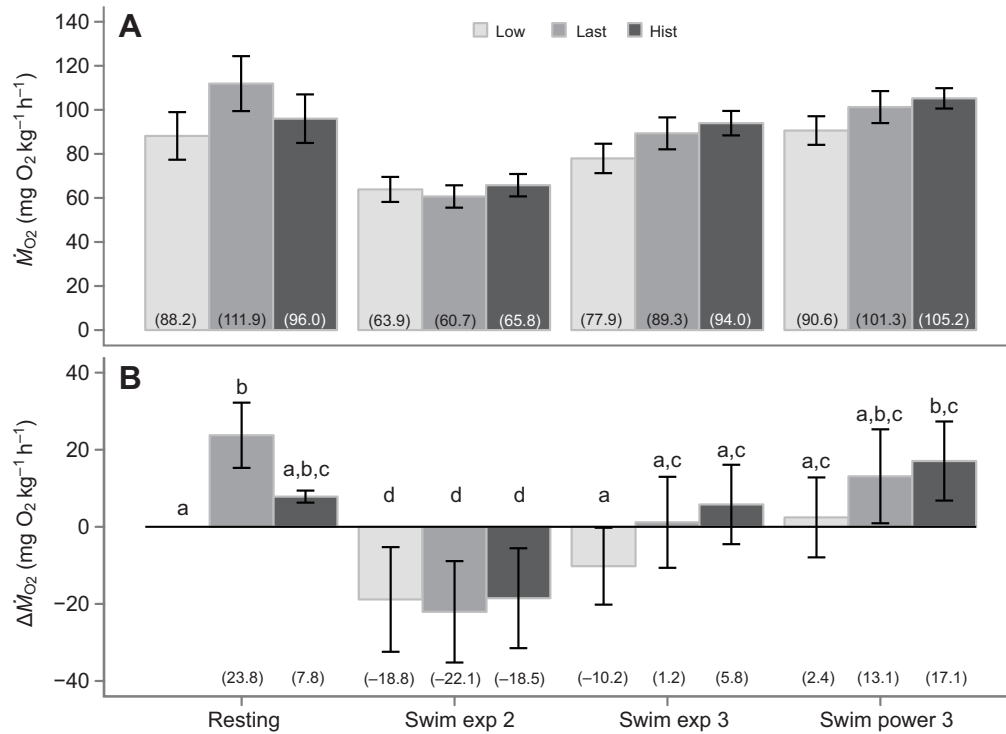 A
Low Last Hist
140
120
100
80
60
40
20
0
ṀO₂ (mg O₂ kg⁻¹ h⁻¹)
(88.2) (111.9) (96.0) (63.9) (60.7) (65.8) (77.9) (89.3) (94.0) (90.6) (101.3) (105.2)
B
40
20
0
−20
−40
ΔṀO₂ (mg O₂ kg⁻¹ h⁻¹)
a b a,b,c d d d a a,c a,c a,c a,b,c b,c
(23.8) (7.8) (−18.8) (−22.1) (−18.5) (−10.2) (1.2) (5.8) (2.4) (13.1) (17.1)
Resting Swim exp 2 Swim exp 3 Swim power 3